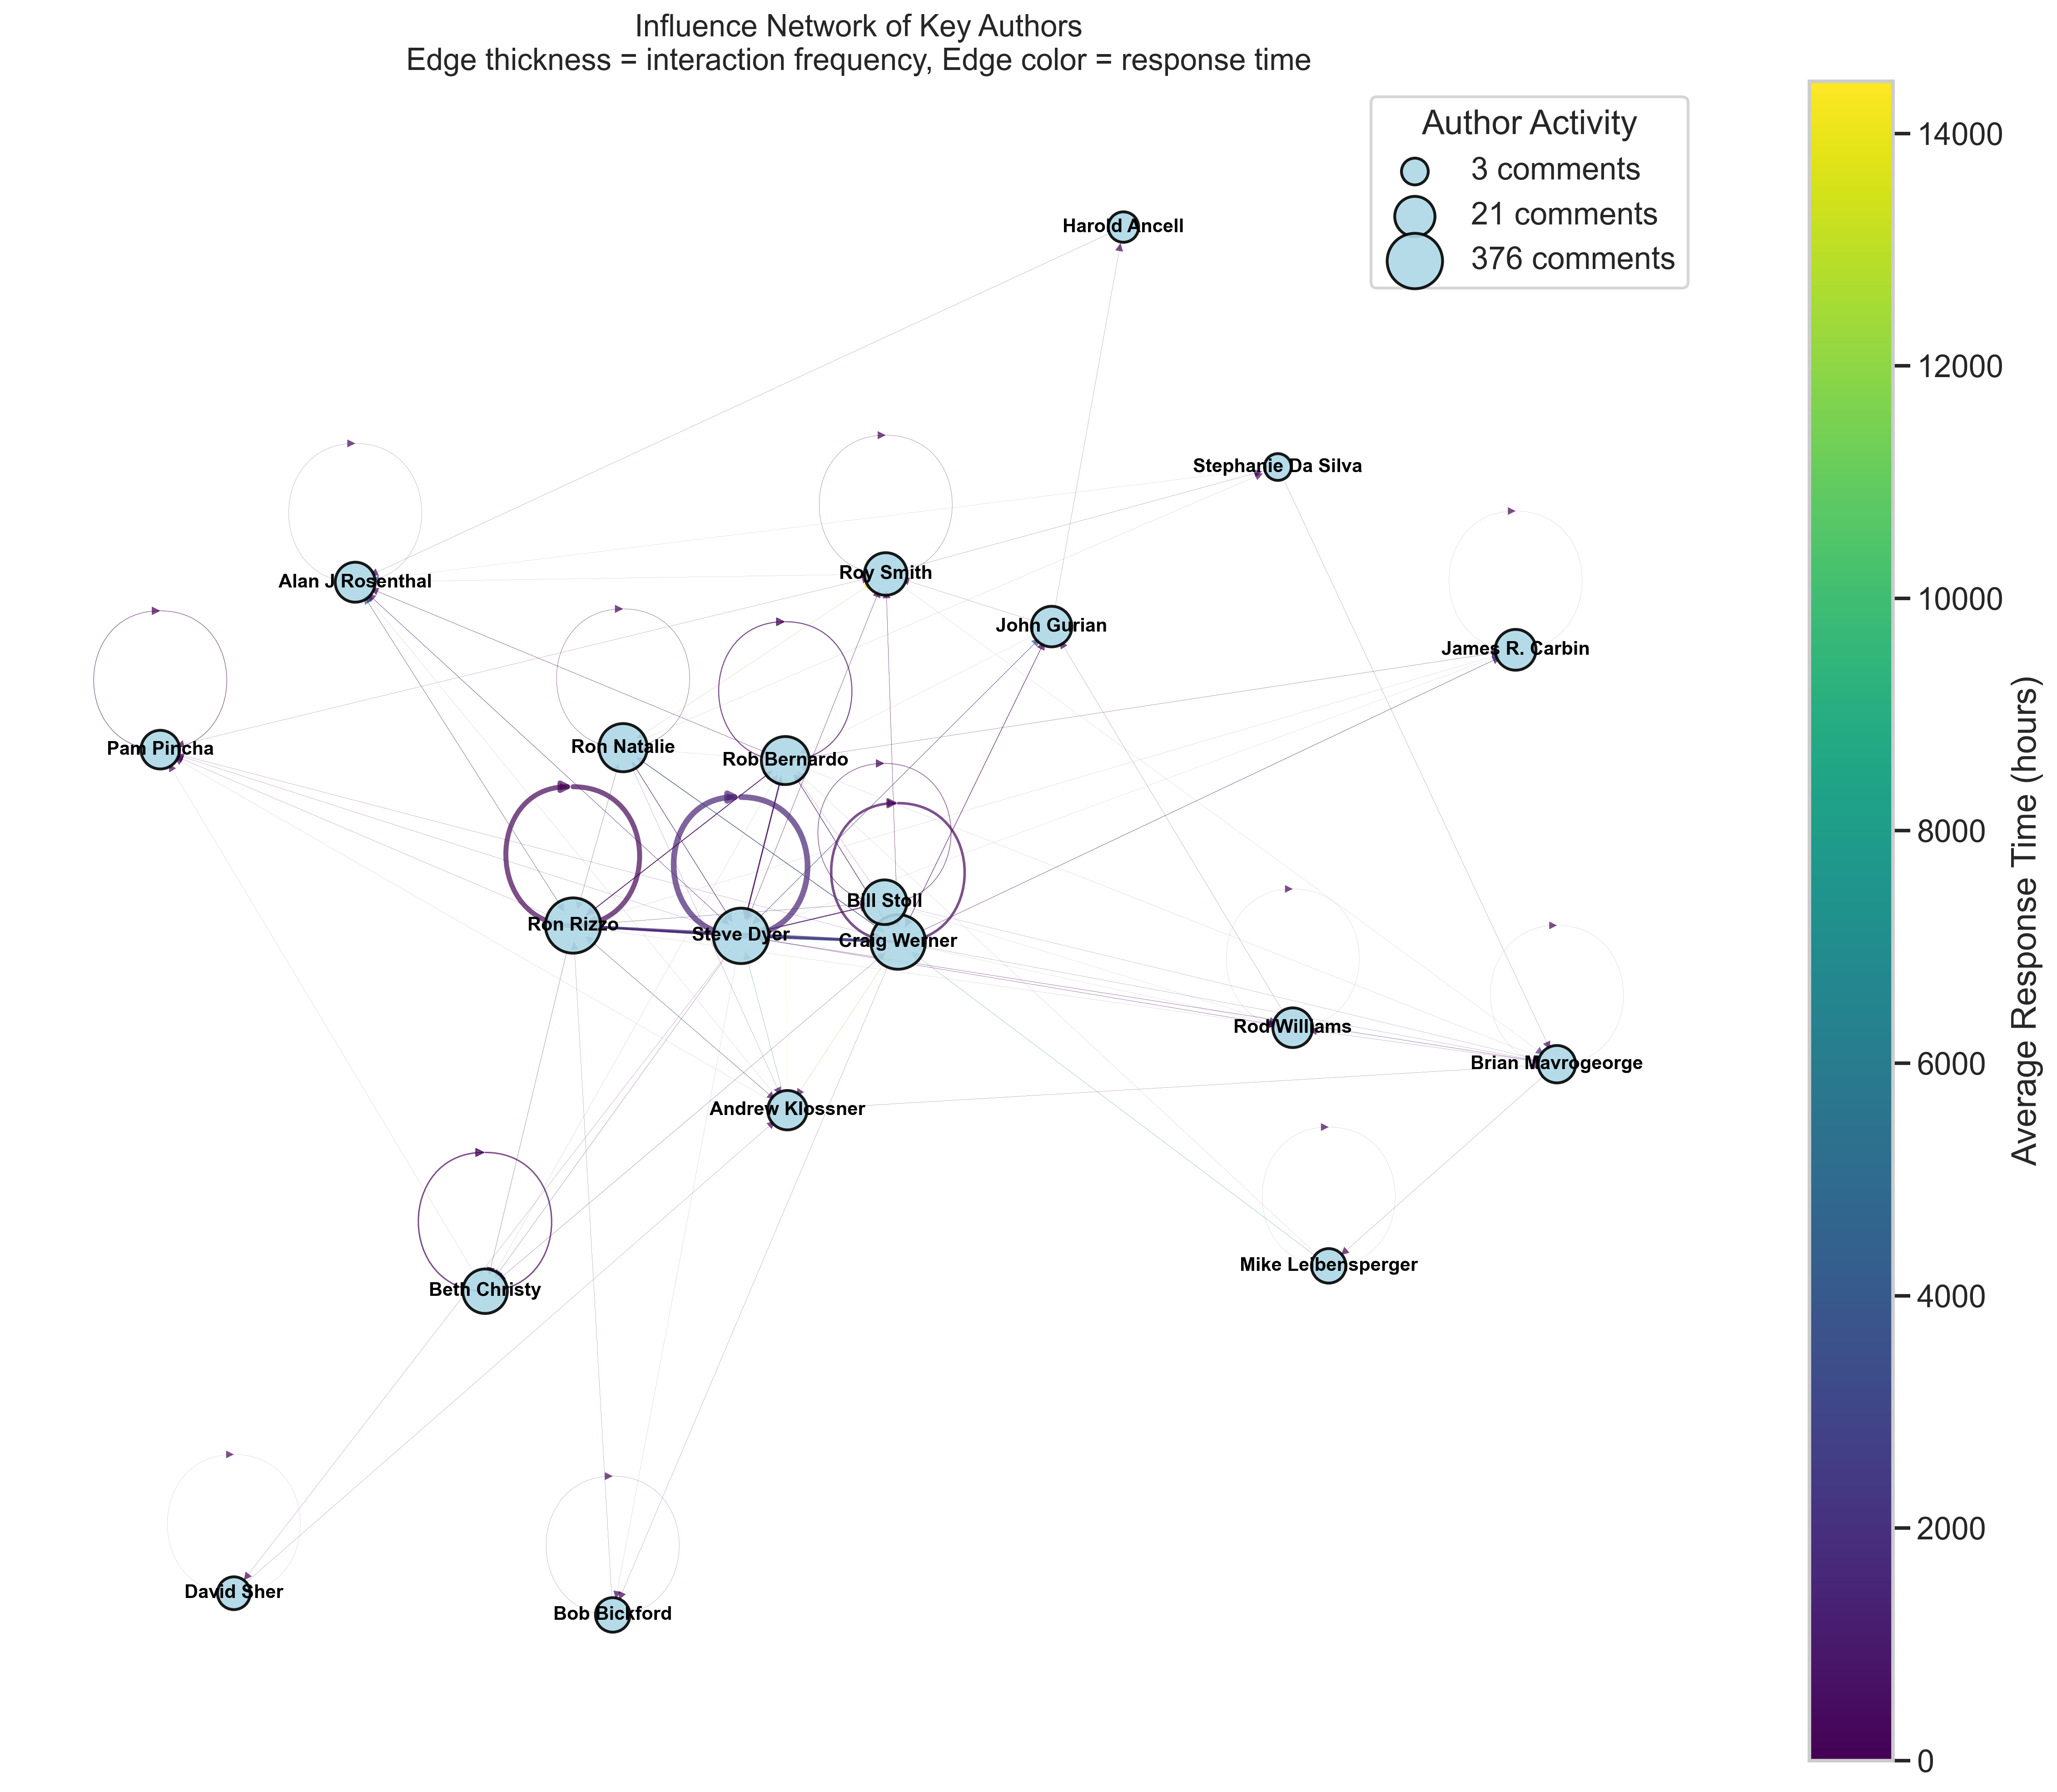 Influence Network of Key Authors
Edge thickness = interaction frequency, Edge color = response time
Author Activity
3 comments
21 comments
376 comments
Harold Ancell
Stephanie Da Silva
Roy Smith
Alan J Rosenthal
John Gurian
James R. Carbin
Pam Pincha
Ron Natalie
Rob Bernardo
Bill Stoll
Ron Rizzo
Steve Dyer
Craig Werner
Rod Williams
Brian Mavrogeorge
Andrew Klossner
Mike Leibensperger
Beth Christy
David Sher
Bob Bickford
14000
12000
10000
8000
6000
4000
2000
0
Average Response Time (hours)